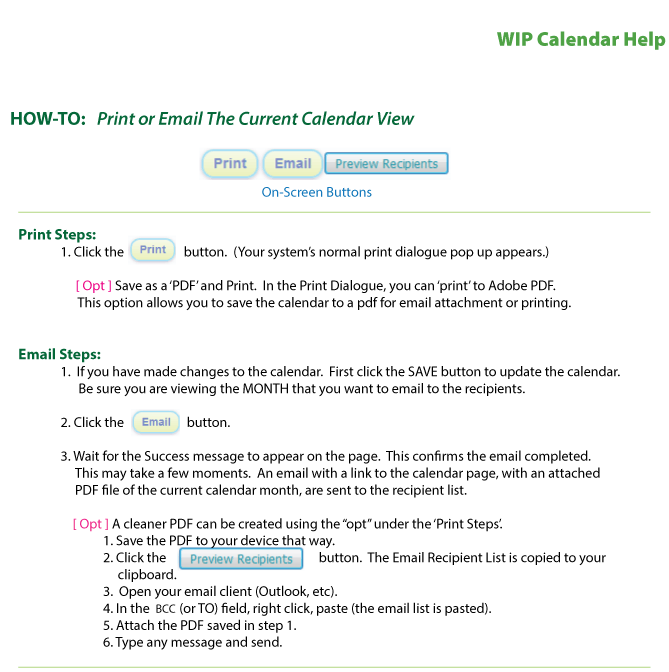 WIP Calendar Help
HOW-TO: Print or Email The Current Calendar View
Print Email Preview Recipients
On-Screen Buttons
Print Steps:
1. Click the Print button. (Your system's normal print dialogue pop up appears.)
[ Opt ] Save as a 'PDF' and Print. In the Print Dialogue, you can 'print' to Adobe PDF.
This option allows you to save the calendar to a pdf for email attachment or printing.
Email Steps:
1. If you have made changes to the calendar. First click the SAVE button to update the calendar.
Be sure you are viewing the MONTH that you want to email to the recipients.
2. Click the Email button.
3. Wait for the Success message to appear on the page. This confirms the email completed.
This may take a few moments. An email with a link to the calendar page, with an attached
PDF file of the current calendar month, are sent to the recipient list.
[ Opt ] A cleaner PDF can be created using the "opt" under the 'Print Steps'.
1. Save the PDF to your device that way.
2. Click the Preview Recipients button. The Email Recipient List is copied to your
clipboard.
3. Open your email client (Outlook, etc).
4. In the BCC (or TO) field, right click, paste (the email list is pasted).
5. Attach the PDF saved in step 1.
6. Type any message and send.